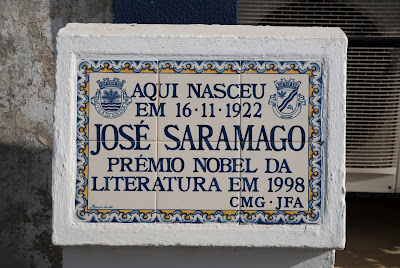 AQUI NASCEU
EM 16·11·1922
JOSÉ SARAMAGO
PRÉMIO NOBEL DA
LITERATURA EM 1998
CMG·JFA